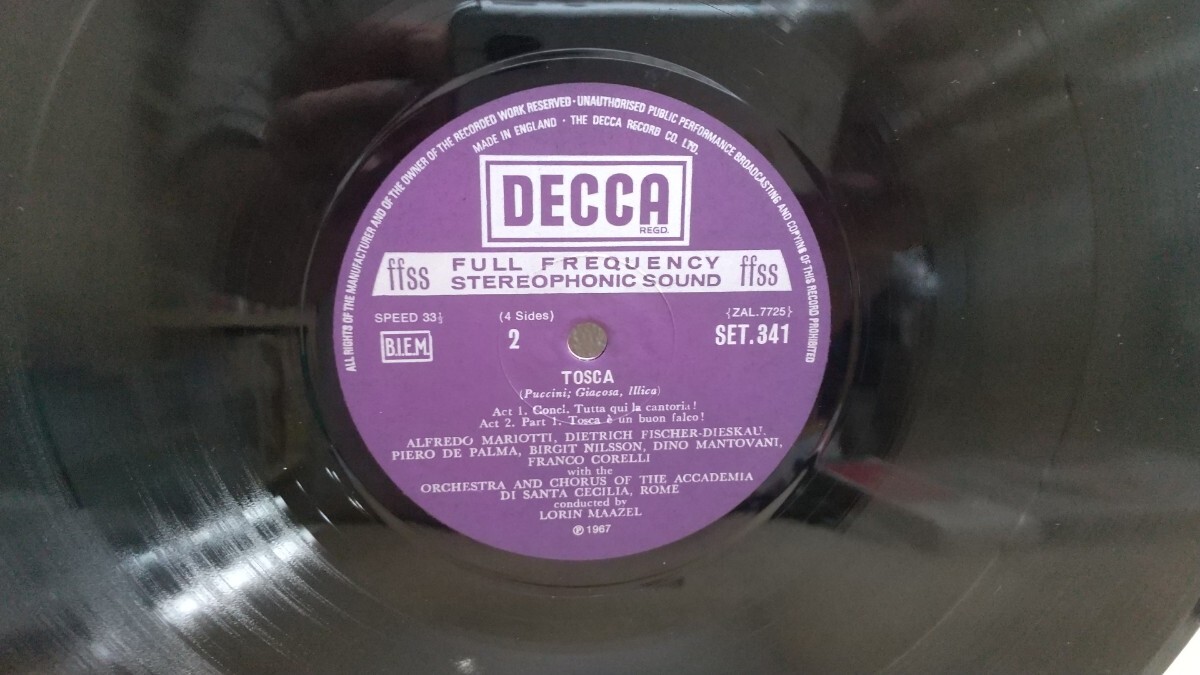 ALL RIGHTS OF THE MANUFACTURER AND OF THE OWNER OF THE RECORDED WORK RESERVED · UNAUTHORISED PUBLIC PERFORMANCE BROADCASTING AND COPYING OF THIS RECORD PROHIBITED
MADE IN ENGLAND · THE DECCA RECORD CO. LTD.
DECCA
REGD.
ffss FULL FREQUENCY STEREOPHONIC SOUND ffss
SPEED 33⅓ (4 Sides) {ZAL.7725}
B.I.E.M. 2 SET.341
TOSCA
(Puccini; Giacosa, Illica)
Act 1. Concl. Tutta qui la cantoria!
Act 2. Part 1. Tosca è un buon falco!
ALFREDO MARIOTTI, DIETRICH FISCHER-DIESKAU.
PIERO DE PALMA, BIRGIT NILSSON, DINO MANTOVANI,
FRANCO CORELLI
with the
ORCHESTRA AND CHORUS OF THE ACCADEMIA
DI SANTA CECILIA, ROME
conducted by
LORIN MAAZEL
℗ 1967